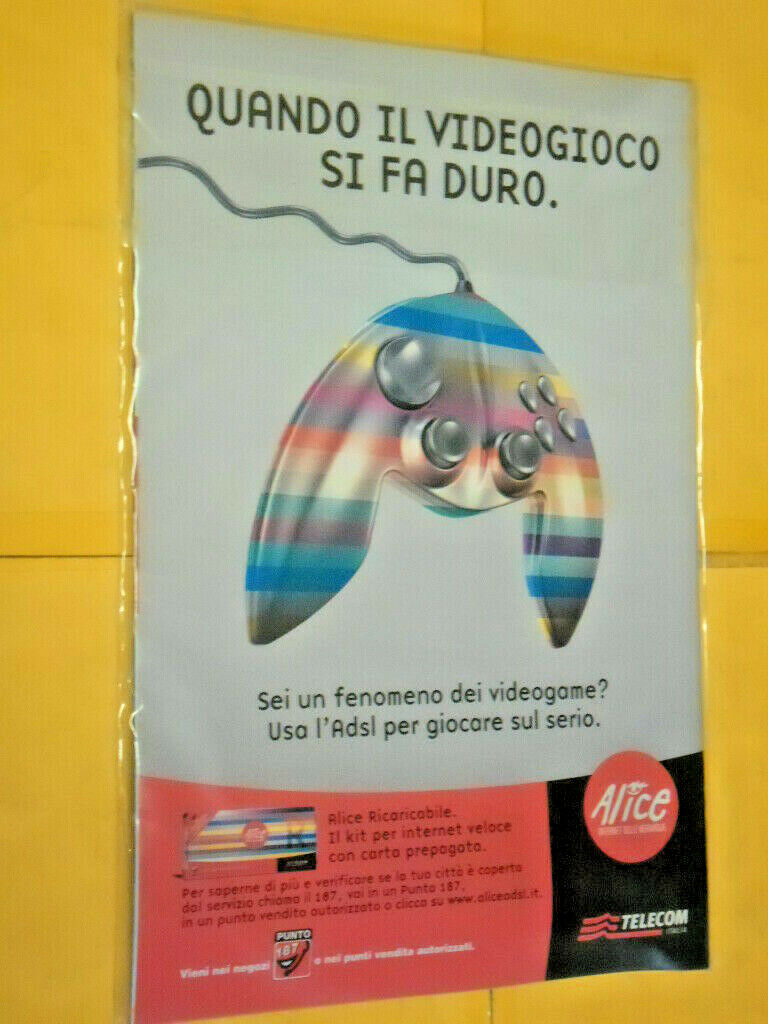 QUANDO IL VIDEOGIOCO
SI FA DURO.
Sei un fenomeno dei videogame?
Usa l'Adsl per giocare sul serio.
Alice
Alice Ricaricabile.
Il kit per internet veloce
con carta prepagata.
Per saperne di più e verificare se la tua città è coperta
dal servizio chiama il 187, vai in un Punto 187,
in un punto vendita autorizzato o clicca su www.aliceadsl.it.
TELECOM
ITALIA
Vieni nei negozi PUNTO 187 o nei punti vendita autorizzati.